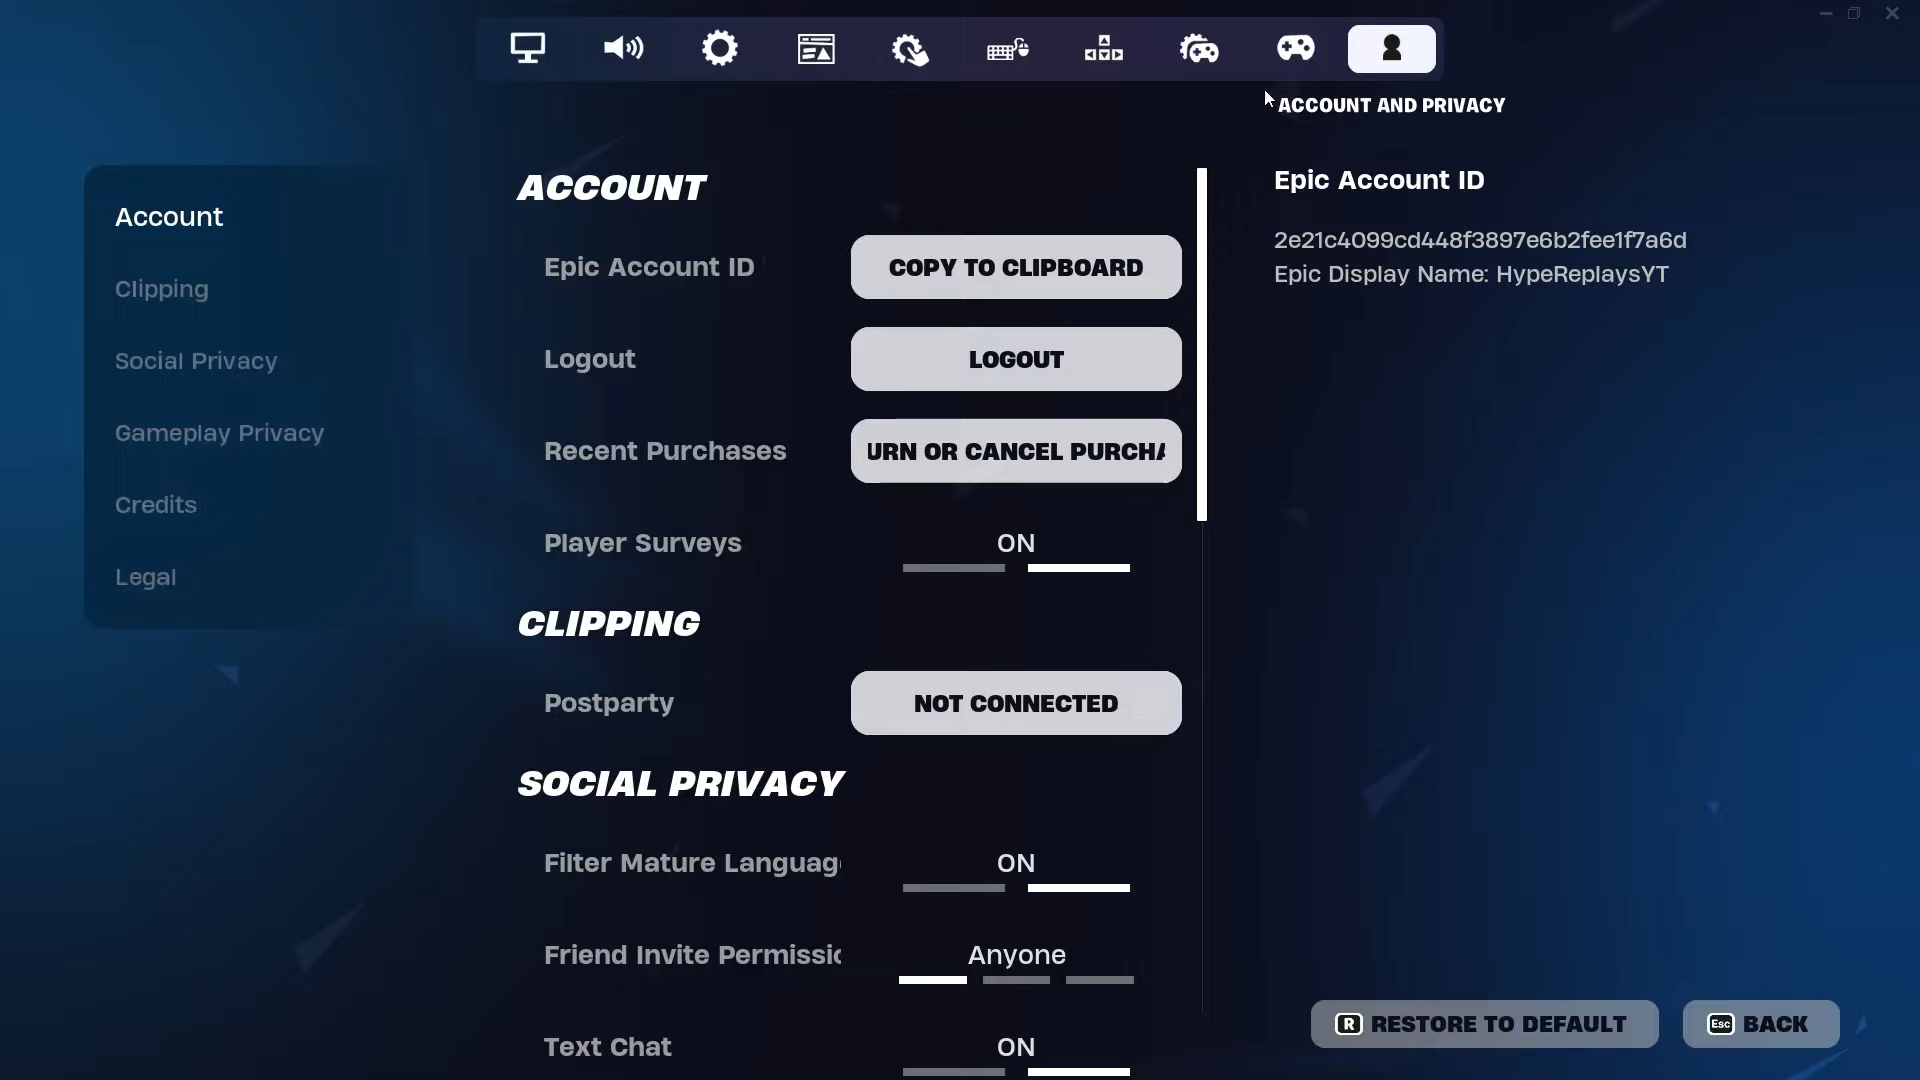 ACCOUNT AND PRIVACY
Account
Clipping
Social Privacy
Gameplay Privacy
Credits
Legal
ACCOUNT
Epic Account ID
COPY TO CLIPBOARD
Logout
LOGOUT
Recent Purchases
URN OR CANCEL PURCHA
Player Surveys
ON
CLIPPING
Postparty
NOT CONNECTED
SOCIAL PRIVACY
Filter Mature Languag
ON
Friend Invite Permissic
Anyone
Text Chat
ON
Epic Account ID
2e21c4099cd448f3897e6b2fee1f7a6d
Epic Display Name: HypeReplaysYT
R RESTORE TO DEFAULT
Esc BACK